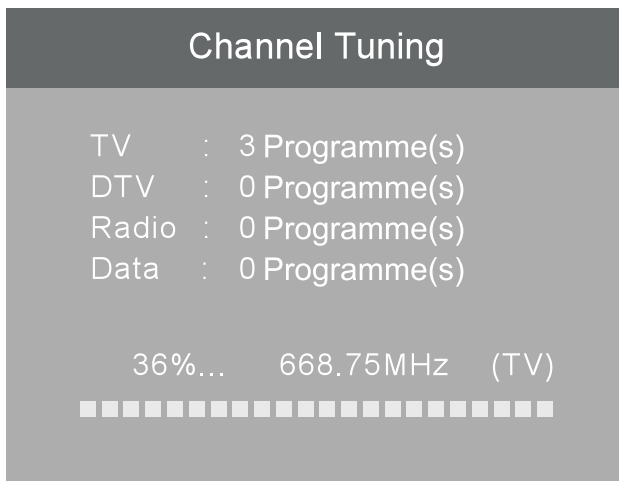 Channel Tuning
TV : 3 Programme(s)
DTV : 0 Programme(s)
Radio : 0 Programme(s)
Data : 0 Programme(s)
36%... 668.75MHz (TV)